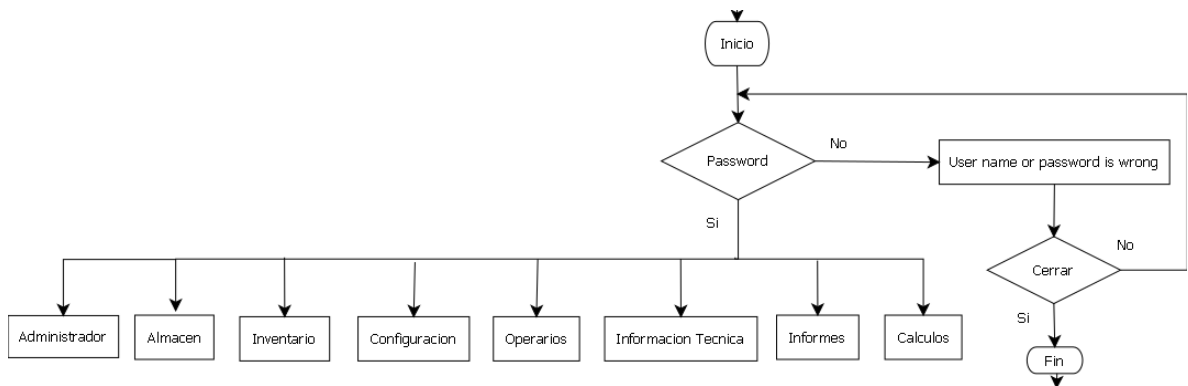 Inicio
Password
No
User name or password is wrong
Si
Cerrar
No
Si
Administrador
Almacen
Inventario
Configuracion
Operarios
Informacion Tecnica
Informes
Calculos
Fin